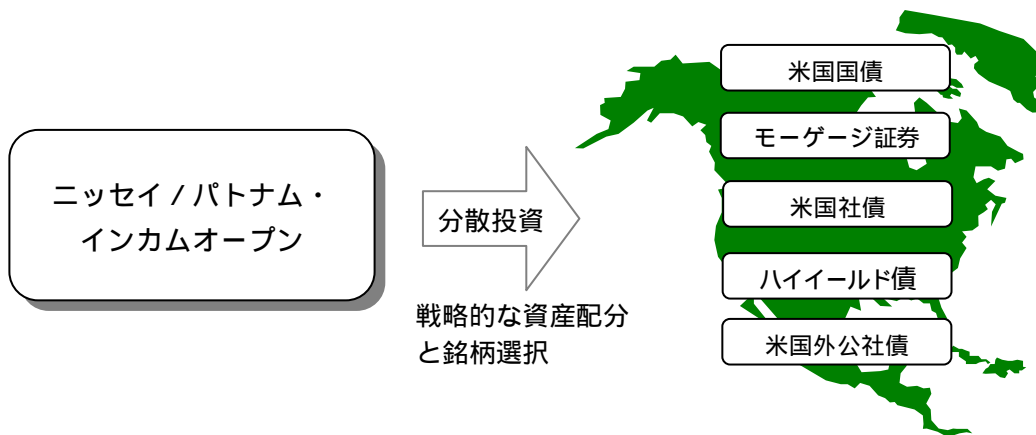 ニッセイ / パトナム・
インカムオープン
分散投資
戦略的な資産配分
と銘柄選択
米国国債
モーゲージ証券
米国社債
ハイイールド債
米国外公社債